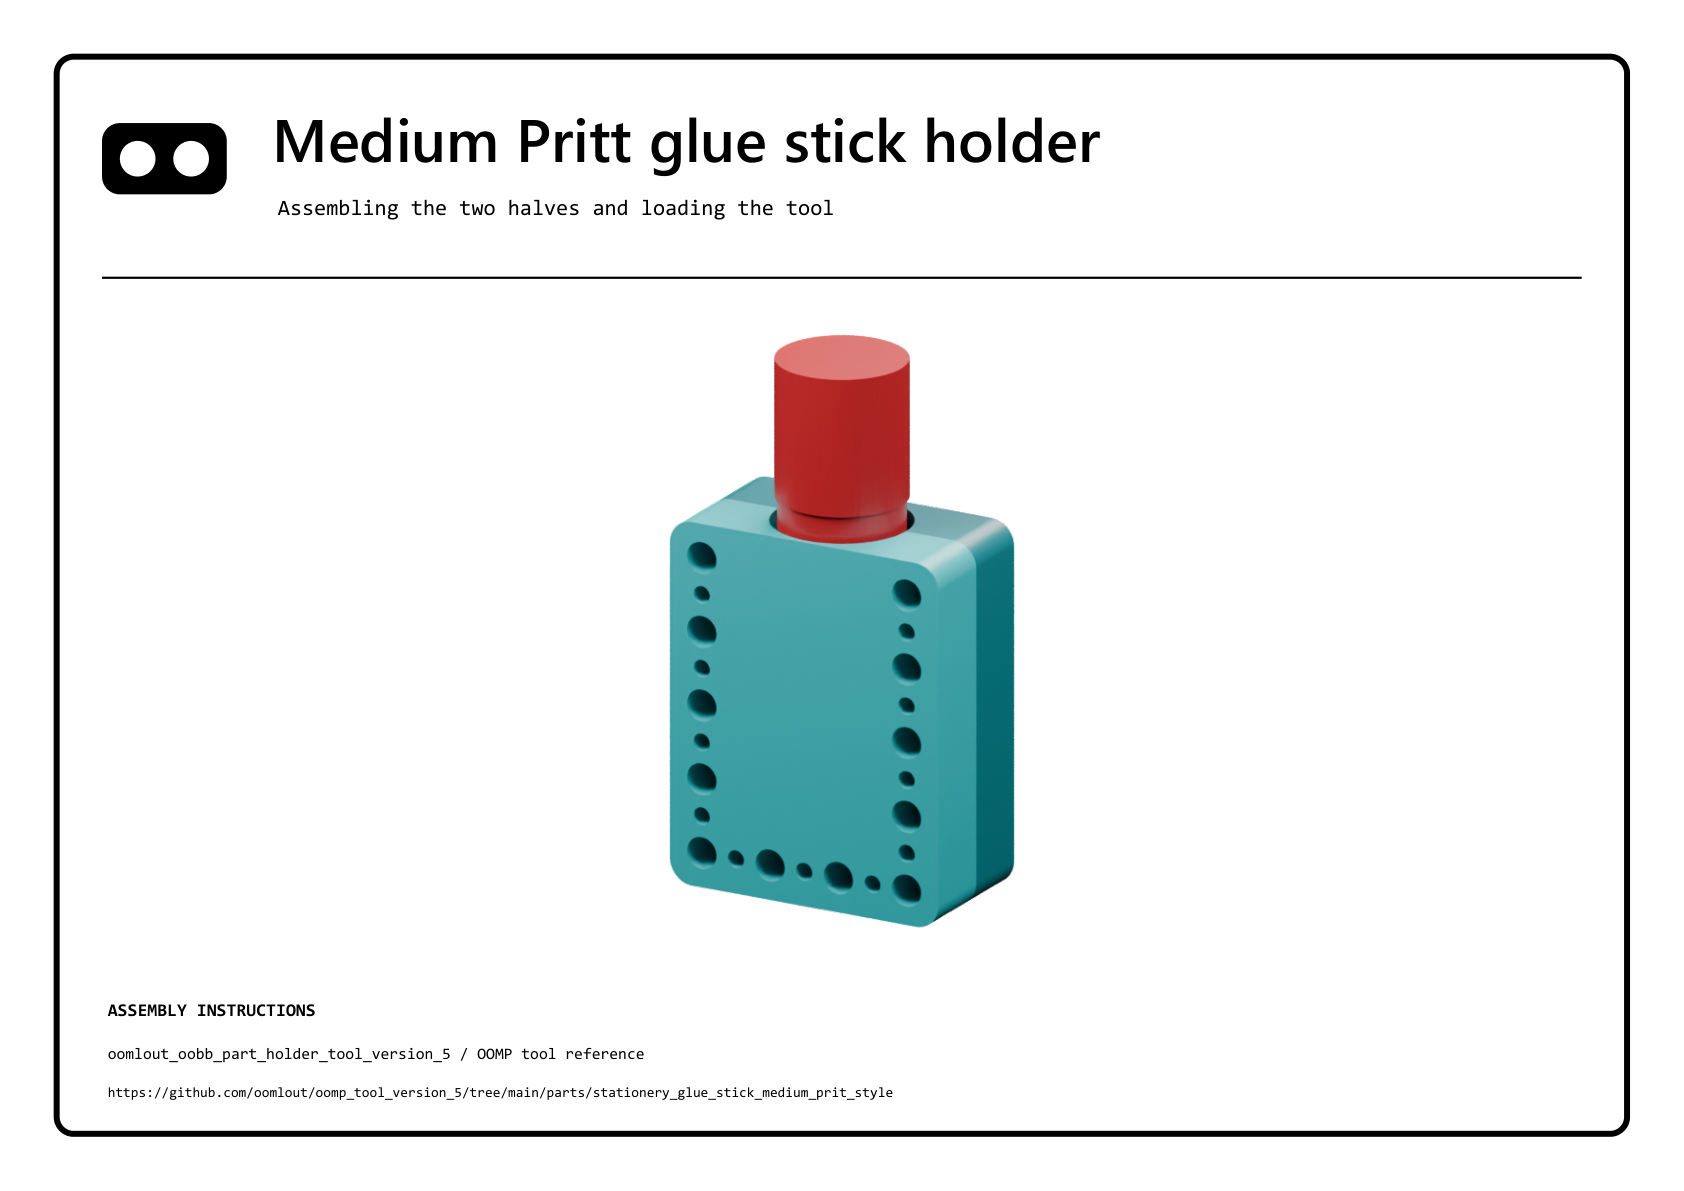 Medium Pritt glue stick holder
Assembling the two halves and loading the tool
ASSEMBLY INSTRUCTIONS
oomlout_oobb_part_holder_tool_version_5 / OOMP tool reference
https://github.com/oomlout/oomp_tool_version_5/tree/main/parts/stationery_glue_stick_medium_prit_style